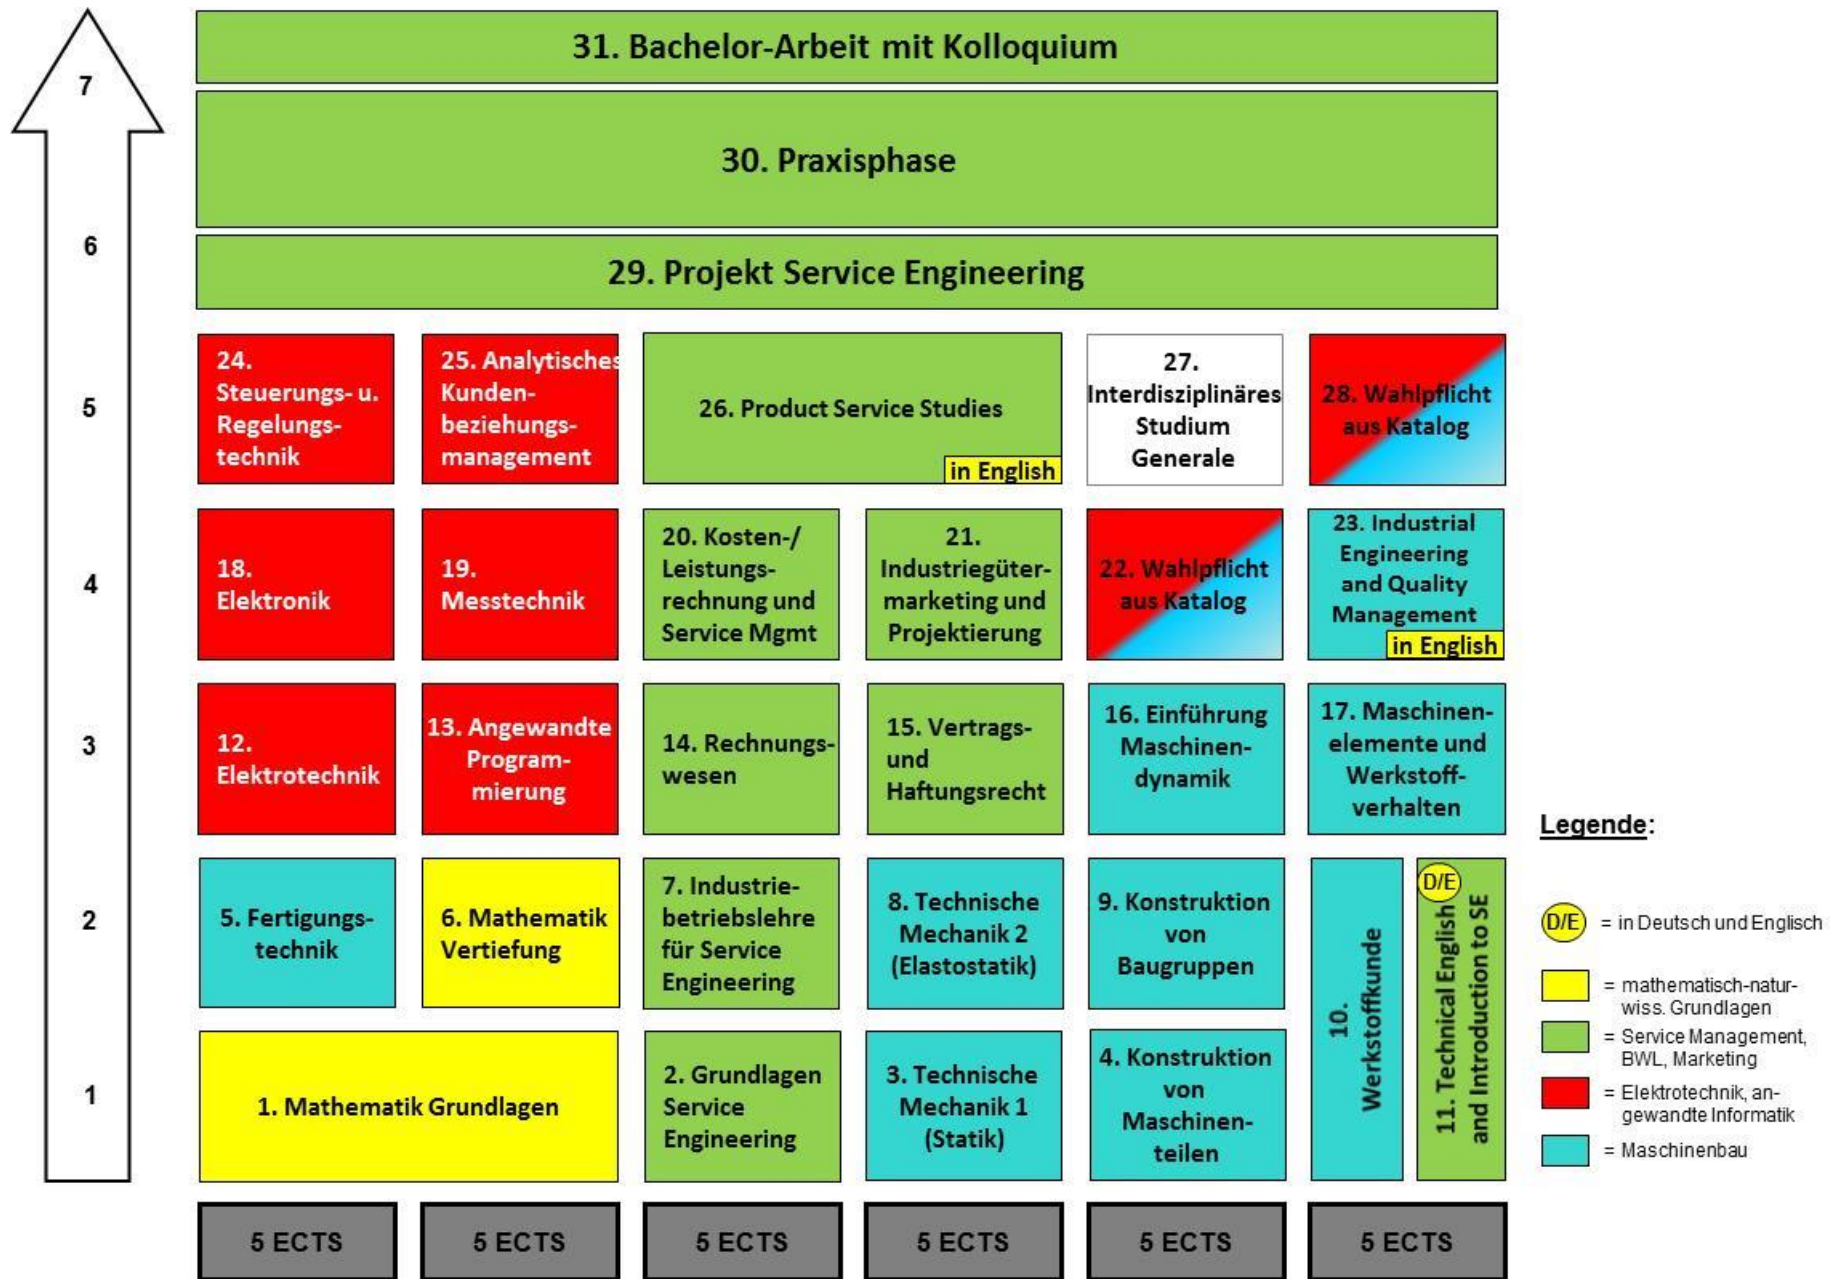 7
31. Bachelor-Arbeit mit Kolloquium
30. Praxisphase
6
29. Projekt Service Engineering
5
24.
Steuerungs- u.
Regelungs-
technik
25. Analytisches
Kunden-
beziehungs-
management
26. Product Service Studies
in English
27.
Interdisziplinäres
Studium
Generale
28. Wahlpflicht
aus Katalog
4
18.
Elektronik
19.
Messtechnik
20. Kosten-/
Leistungs-
rechnung und
Service Mgmt
21.
Industriegüter-
marketing und
Projektierung
22. Wahlpflicht
aus Katalog
23. Industrial
Engineering
and Quality
Management
in English
3
12.
Elektrotechnik
13. Angewandte
Program-
mierung
14. Rechnungs-
wesen
15. Vertrags-
und
Haftungsrecht
16. Einführung
Maschinen-
dynamik
17. Maschinen-
elemente und
Werkstoff-
verhalten
2
5. Fertigungs-
technik
6. Mathematik
Vertiefung
7. Industrie-
betriebslehre
für Service
Engineering
8. Technische
Mechanik 2
(Elastostatik)
9. Konstruktion
von
Baugruppen
10.
Werkstoffkunde
D/E
11. Technical English
and Introduction to SE
1
1. Mathematik Grundlagen
2. Grundlagen
Service
Engineering
3. Technische
Mechanik 1
(Statik)
4. Konstruktion
von
Maschinen-
teilen
5 ECTS
5 ECTS
5 ECTS
5 ECTS
5 ECTS
5 ECTS
Legende:
D/E = in Deutsch und Englisch
= mathematisch-natur-
wiss. Grundlagen
= Service Management,
BWL, Marketing
= Elektrotechnik, an-
gewandte Informatik
= Maschinenbau